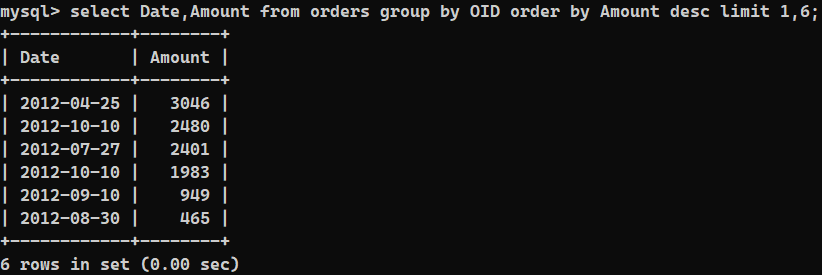 mysql> select Date,Amount from orders group by OID order by Amount desc limit 1,6;
+------------+--------+
| Date       | Amount |
+------------+--------+
| 2012-04-25 |   3046 |
| 2012-10-10 |   2480 |
| 2012-07-27 |   2401 |
| 2012-10-10 |   1983 |
| 2012-09-10 |    949 |
| 2012-08-30 |    465 |
+------------+--------+
6 rows in set (0.00 sec)